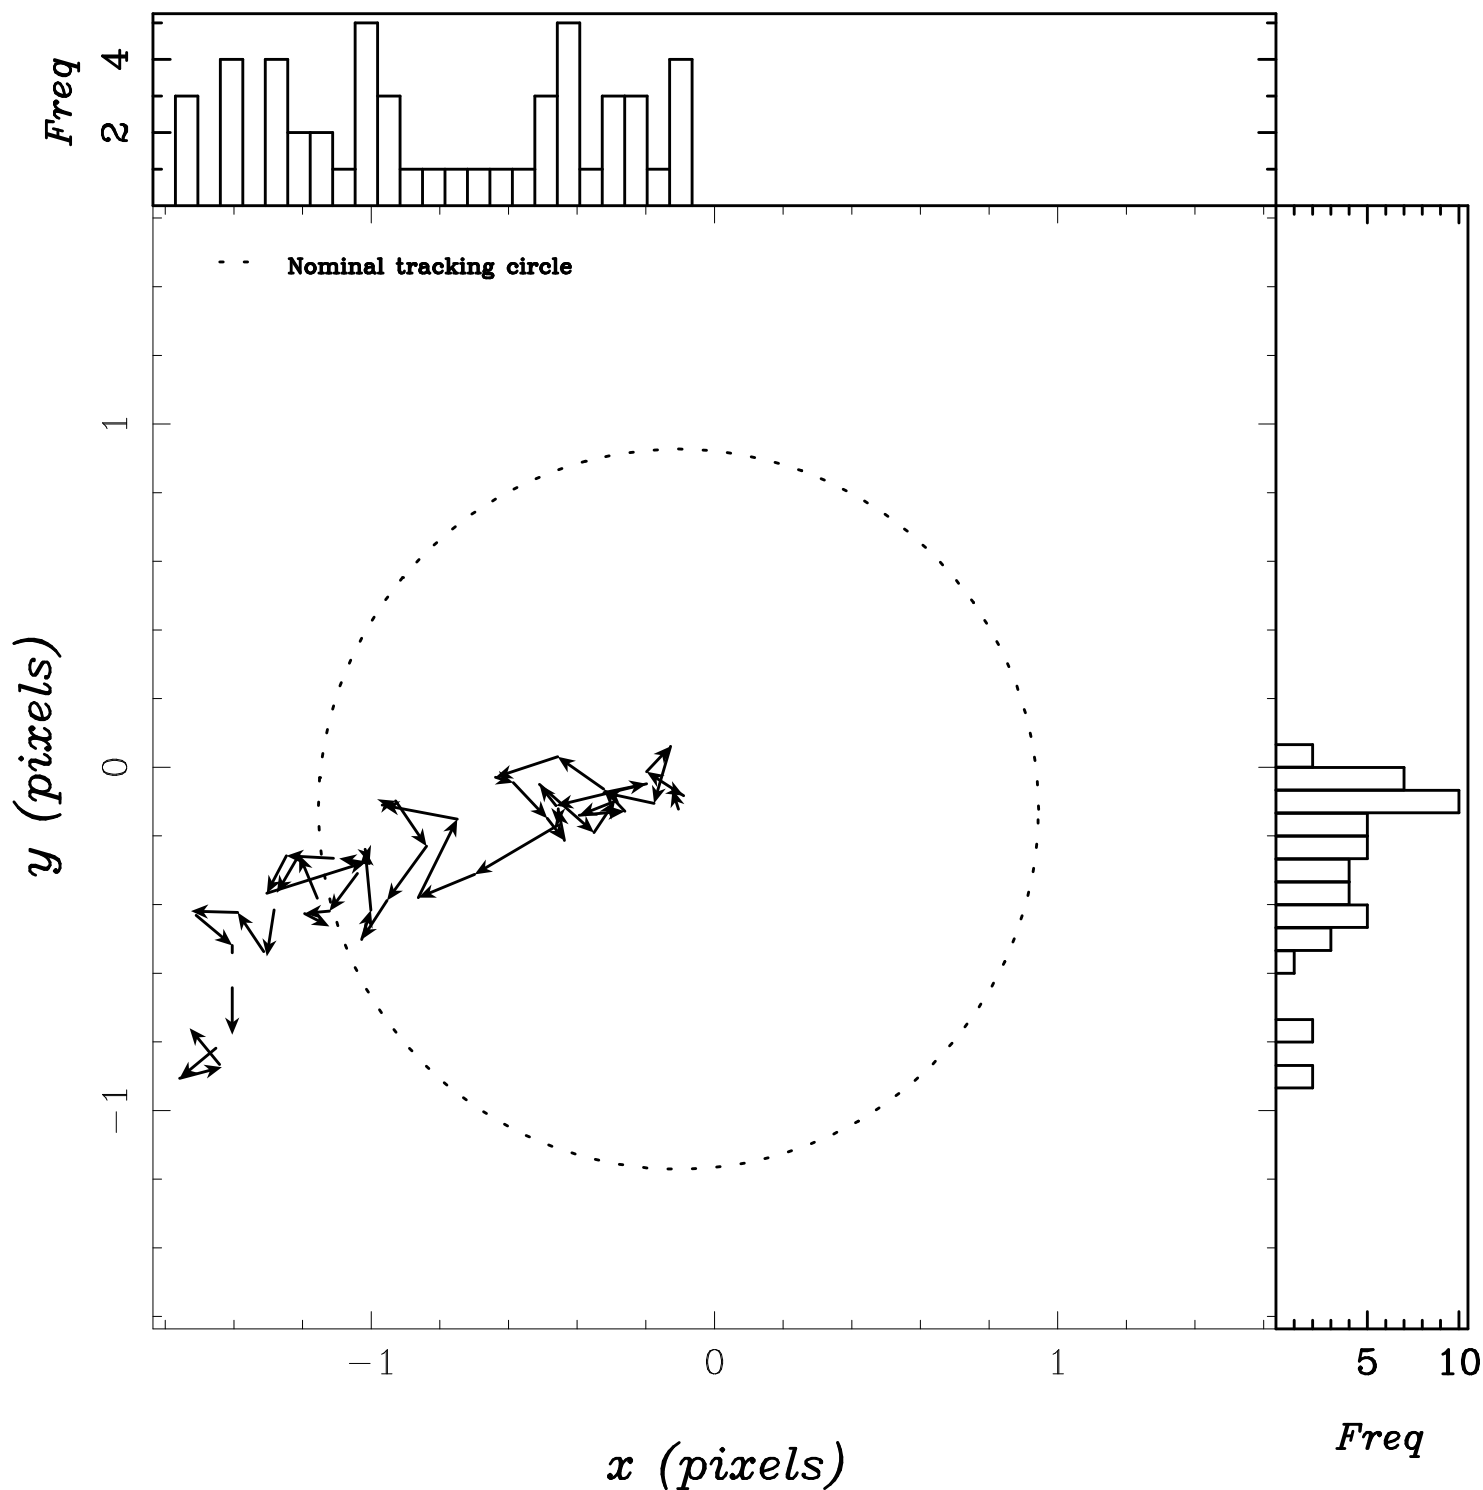 Freq
4
2
Nominal tracking circle
y (pixels)
1
0
−1
−1 0 1
5 10
x (pixels)
Freq